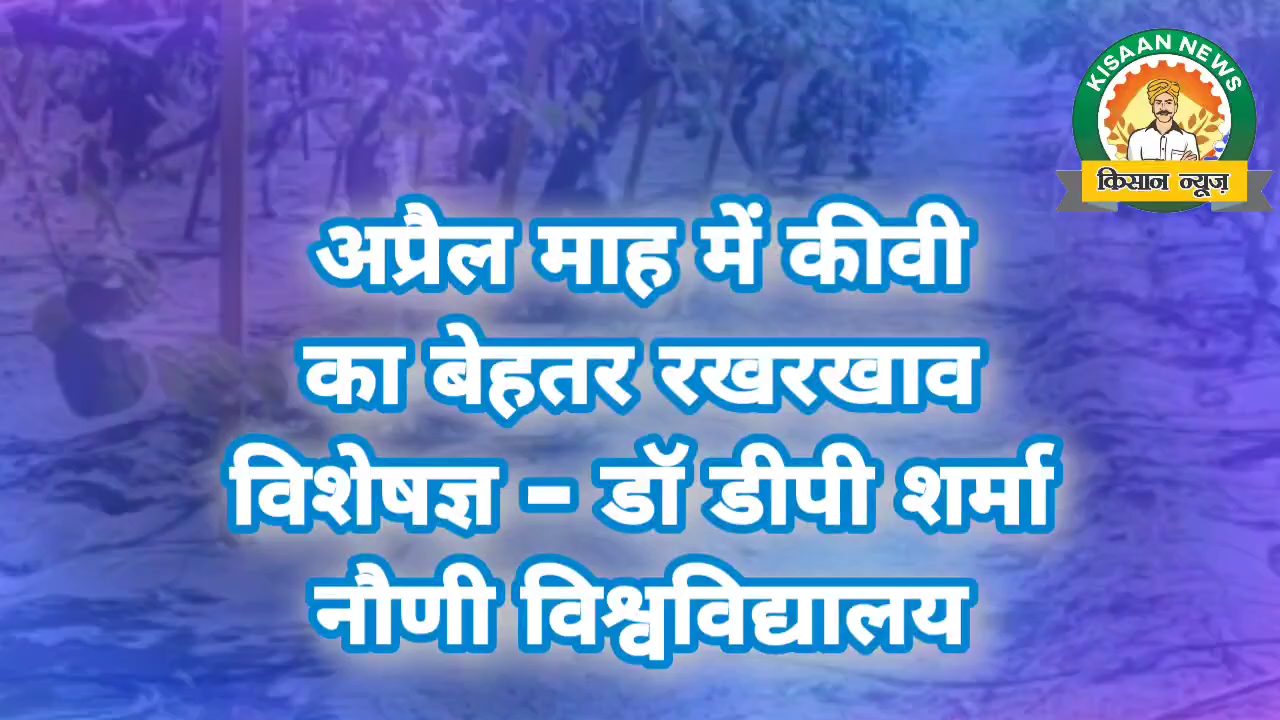 KISAAN NEWS
किसान न्यूज़
अप्रैल माह में कीवी
का बेहतर रखरखाव
विशेषज्ञ - डॉ डीपी शर्मा
नौणी विश्वविद्यालय